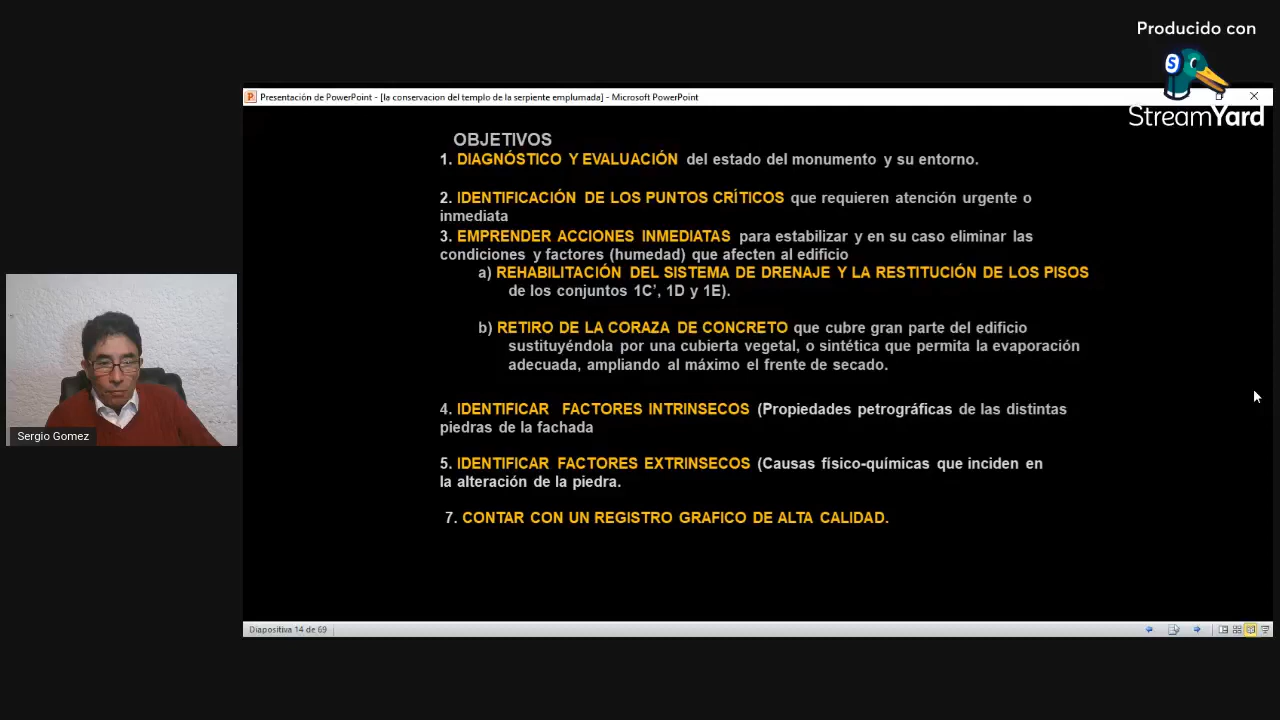 Producido con
StreamYard
Presentación de PowerPoint - [la conservacion del templo de la serpiente emplumada] - Microsoft PowerPoint
OBJETIVOS
1. DIAGNÓSTICO Y EVALUACIÓN del estado del monumento y su entorno.
2. IDENTIFICACIÓN DE LOS PUNTOS CRÍTICOS que requieren atención urgente o
inmediata
3. EMPRENDER ACCIONES INMEDIATAS para estabilizar y en su caso eliminar las
condiciones y factores (humedad) que afecten al edificio
a) REHABILITACIÓN DEL SISTEMA DE DRENAJE Y LA RESTITUCIÓN DE LOS PISOS
de los conjuntos 1C’, 1D y 1E).
b) RETIRO DE LA CORAZA DE CONCRETO que cubre gran parte del edificio
sustituyéndola por una cubierta vegetal, o sintética que permita la evaporación
adecuada, ampliando al máximo el frente de secado.
4. IDENTIFICAR FACTORES INTRINSECOS (Propiedades petrográficas de las distintas
piedras de la fachada
5. IDENTIFICAR FACTORES EXTRINSECOS (Causas físico-químicas que inciden en
la alteración de la piedra.
7. CONTAR CON UN REGISTRO GRAFICO DE ALTA CALIDAD.
Sergio Gomez
Diapositiva 14 de 69